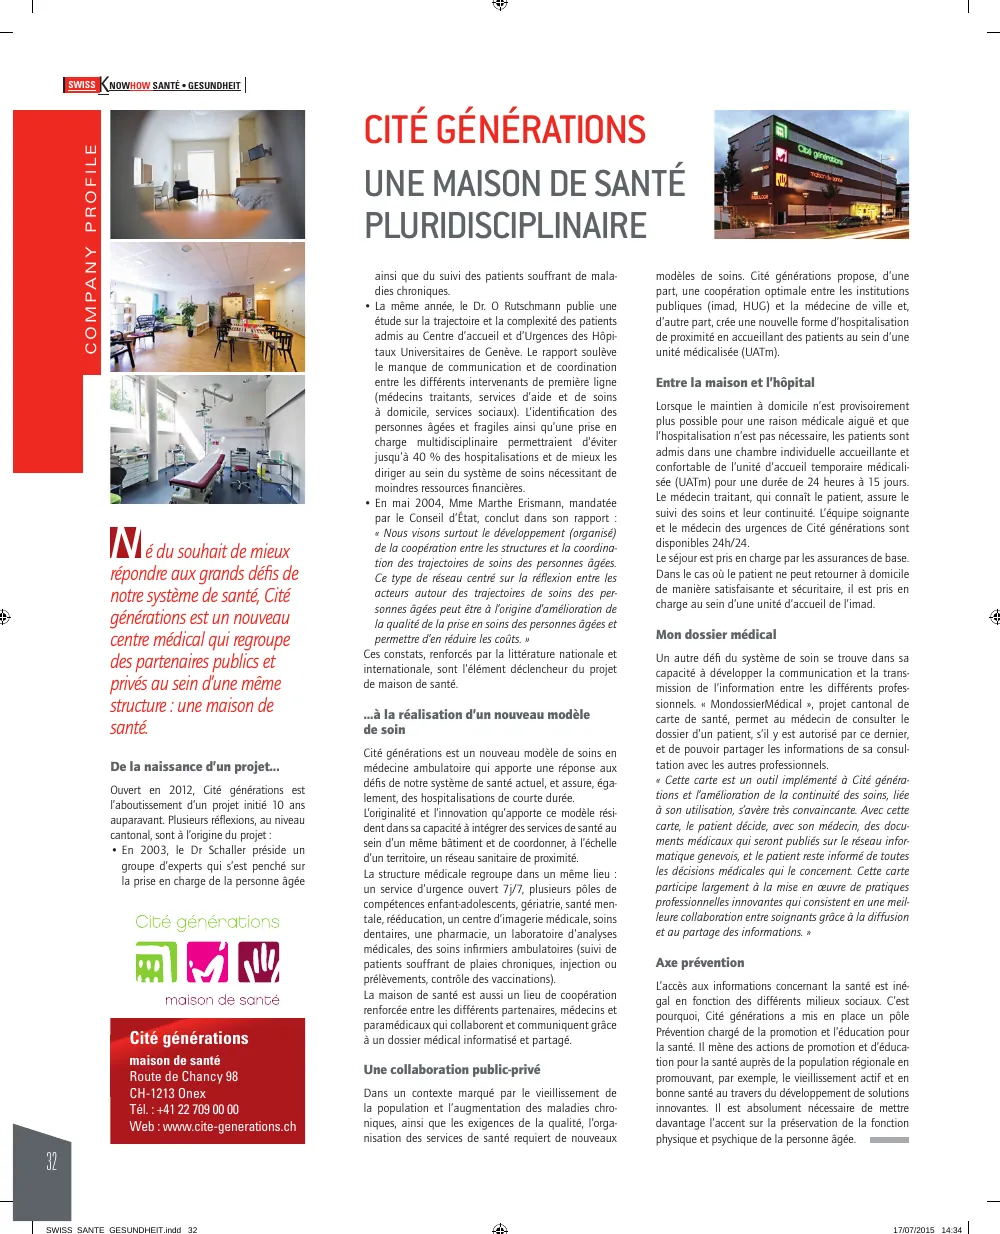 SWISS KNOWHOW SANTÉ • GESUNDHEIT
COMPANY PROFILE
CITÉ GÉNÉRATIONS
UNE MAISON DE SANTÉ
PLURIDISCIPLINAIRE
Cité générations
maison de santé
Né du souhait de mieux
répondre aux grands défis de
notre système de santé, Cité
générations est un nouveau
centre médical qui regroupe
des partenaires publics et
privés au sein d'une même
structure : une maison de
santé.
De la naissance d'un projet...
Ouvert en 2012, Cité générations est
l'aboutissement d'un projet initié 10 ans
auparavant. Plusieurs réflexions, au niveau
cantonal, sont à l'origine du projet :
• En 2003, le Dr Schaller préside un
groupe d'experts qui s'est penché sur
la prise en charge de la personne âgée
Cité générations
maison de santé
Cité générations
maison de santé
Route de Chancy 98
CH-1213 Onex
Tél. : +41 22 709 00 00
Web : www.cite-generations.ch
ainsi que du suivi des patients souffrant de mala-
dies chroniques.
• La même année, le Dr. O Rutschmann publie une
étude sur la trajectoire et la complexité des patients
admis au Centre d'accueil et d'Urgences des Hôpi-
taux Universitaires de Genève. Le rapport soulève
le manque de communication et de coordination
entre les différents intervenants de première ligne
(médecins traitants, services d'aide et de soins
à domicile, services sociaux). L'identification des
personnes âgées et fragiles ainsi qu'une prise en
charge multidisciplinaire permettraient d'éviter
jusqu'à 40 % des hospitalisations et de mieux les
diriger au sein du système de soins nécessitant de
moindres ressources financières.
• En mai 2004, Mme Marthe Erismann, mandatée
par le Conseil d'État, conclut dans son rapport :
« Nous visons surtout le développement (organisé)
de la coopération entre les structures et la coordina-
tion des trajectoires de soins des personnes âgées.
Ce type de réseau centré sur la réflexion entre les
acteurs autour des trajectoires de soins des per-
sonnes âgées peut être à l'origine d'amélioration de
la qualité de la prise en soins des personnes âgées et
permettre d'en réduire les coûts. »
Ces constats, renforcés par la littérature nationale et
internationale, sont l'élément déclencheur du projet
de maison de santé.
...à la réalisation d'un nouveau modèle
de soin
Cité générations est un nouveau modèle de soins en
médecine ambulatoire qui apporte une réponse aux
défis de notre système de santé actuel, et assure, éga-
lement, des hospitalisations de courte durée.
L'originalité et l'innovation qu'apporte ce modèle rési-
dent dans sa capacité à intégrer des services de santé au
sein d'un même bâtiment et de coordonner, à l'échelle
d'un territoire, un réseau sanitaire de proximité.
La structure médicale regroupe dans un même lieu :
un service d'urgence ouvert 7j/7, plusieurs pôles de
compétences enfant-adolescents, gériatrie, santé men-
tale, rééducation, un centre d'imagerie médicale, soins
dentaires, une pharmacie, un laboratoire d'analyses
médicales, des soins infirmiers ambulatoires (suivi de
patients souffrant de plaies chroniques, injection ou
prélèvements, contrôle des vaccinations).
La maison de santé est aussi un lieu de coopération
renforcée entre les différents partenaires, médecins et
paramédicaux qui collaborent et communiquent grâce
à un dossier médical informatisé et partagé.
Une collaboration public-privé
Dans un contexte marqué par le vieillissement de
la population et l'augmentation des maladies chro-
niques, ainsi que les exigences de la qualité, l'orga-
nisation des services de santé requiert de nouveaux
modèles de soins. Cité générations propose, d'une
part, une coopération optimale entre les institutions
publiques (imad, HUG) et la médecine de ville et,
d'autre part, crée une nouvelle forme d'hospitalisation
de proximité en accueillant des patients au sein d'une
unité médicalisée (UATm).
Entre la maison et l'hôpital
Lorsque le maintien à domicile n'est provisoirement
plus possible pour une raison médicale aiguë et que
l'hospitalisation n'est pas nécessaire, les patients sont
admis dans une chambre individuelle accueillante et
confortable de l'unité d'accueil temporaire médicali-
sée (UATm) pour une durée de 24 heures à 15 jours.
Le médecin traitant, qui connaît le patient, assure le
suivi des soins et leur continuité. L'équipe soignante
et le médecin des urgences de Cité générations sont
disponibles 24h/24.
Le séjour est pris en charge par les assurances de base.
Dans le cas où le patient ne peut retourner à domicile
de manière satisfaisante et sécuritaire, il est pris en
charge au sein d'une unité d'accueil de l'imad.
Mon dossier médical
Un autre défi du système de soin se trouve dans sa
capacité à développer la communication et la trans-
mission de l'information entre les différents profes-
sionnels. « MondossierMédical », projet cantonal de
carte de santé, permet au médecin de consulter le
dossier d'un patient, s'il y est autorisé par ce dernier,
et de pouvoir partager les informations de sa consul-
tation avec les autres professionnels.
« Cette carte est un outil implémenté à Cité généra-
tions et l'amélioration de la continuité des soins, liée
à son utilisation, s'avère très convaincante. Avec cette
carte, le patient décide, avec son médecin, des docu-
ments médicaux qui seront publiés sur le réseau infor-
matique genevois, et le patient reste informé de toutes
les décisions médicales qui le concernent. Cette carte
participe largement à la mise en œuvre de pratiques
professionnelles innovantes qui consistent en une meil-
leure collaboration entre soignants grâce à la diffusion
et au partage des informations. »
Axe prévention
L'accès aux informations concernant la santé est iné-
gal en fonction des différents milieux sociaux. C'est
pourquoi, Cité générations a mis en place un pôle
Prévention chargé de la promotion et l'éducation pour
la santé. Il mène des actions de promotion et d'éduca-
tion pour la santé auprès de la population régionale en
promouvant, par exemple, le vieillissement actif et en
bonne santé au travers du développement de solutions
innovantes. Il est absolument nécessaire de mettre
davantage l'accent sur la préservation de la fonction
physique et psychique de la personne âgée.
32
SWISS_SANTE_GESUNDHEIT.indd 32
17/07/2015 14:34